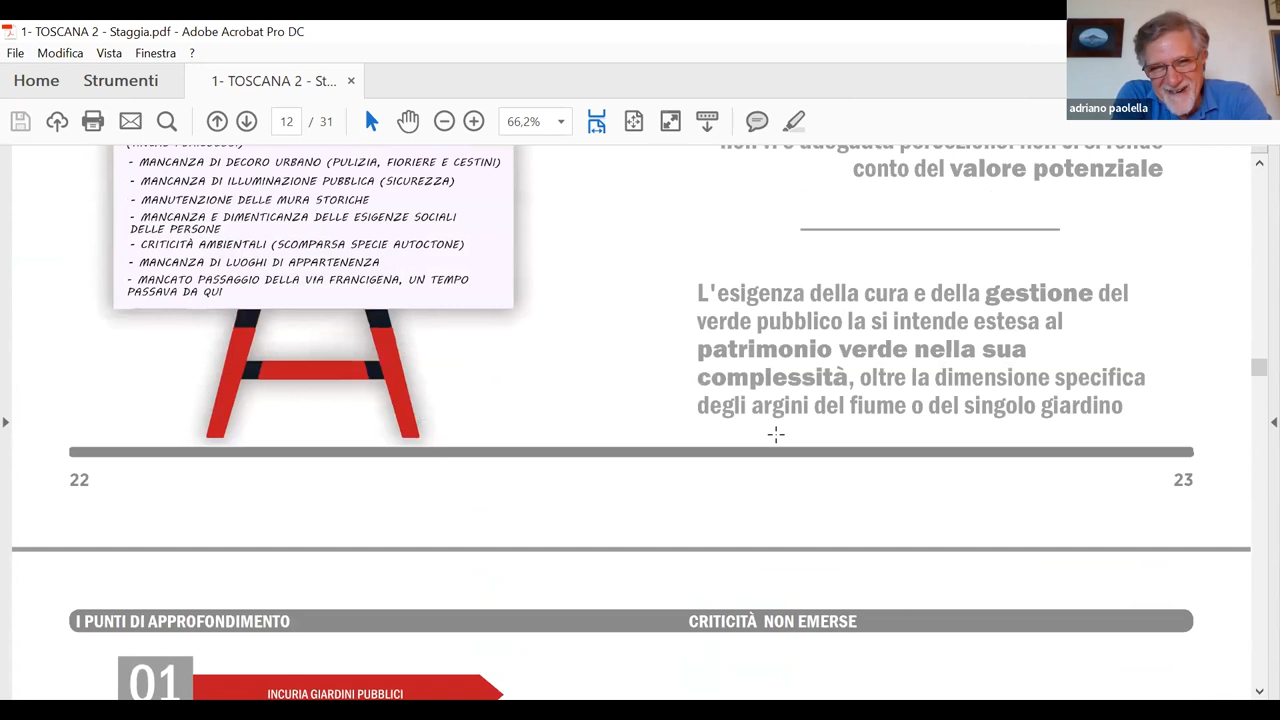 1- TOSCANA 2 - Staggia.pdf - Adobe Acrobat Pro DC
File Modifica Vista Finestra ?
Home Strumenti 1- TOSCANA 2 - St... ×
12 / 31 66,2%
adriano paolella
- MANCANZA DI DECORO URBANO (PULIZIA, FIORIERE E CESTINI)
- MANCANZA DI ILLUMINAZIONE PUBBLICA (SICUREZZA)
- MANUTENZIONE DELLE MURA STORICHE
- MANCANZA E DIMENTICANZA DELLE ESIGENZE SOCIALI
DELLE PERSONE
- CRITICITÀ AMBIENTALI (SCOMPARSA SPECIE AUTOCTONE)
- MANCANZA DI LUOGHI DI APPARTENENZA
- MANCATO PASSAGGIO DELLA VIA FRANCIGENA, UN TEMPO
PASSAVA DA QUI
conto del valore potenziale
L'esigenza della cura e della gestione del
verde pubblico la si intende estesa al
patrimonio verde nella sua
complessità, oltre la dimensione specifica
degli argini del fiume o del singolo giardino
22
23
I PUNTI DI APPROFONDIMENTO
CRITICITÀ NON EMERSE
01
INCURIA GIARDINI PUBBLICI